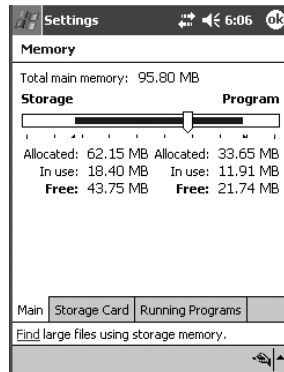 Settings 6:06 ok
Memory
Total main memory: 95.80 MB
Storage Program
Allocated: 62.15 MB Allocated: 33.65 MB
In use: 18.40 MB In use: 11.91 MB
Free: 43.75 MB Free: 21.74 MB
Main Storage Card Running Programs
Find large files using storage memory.